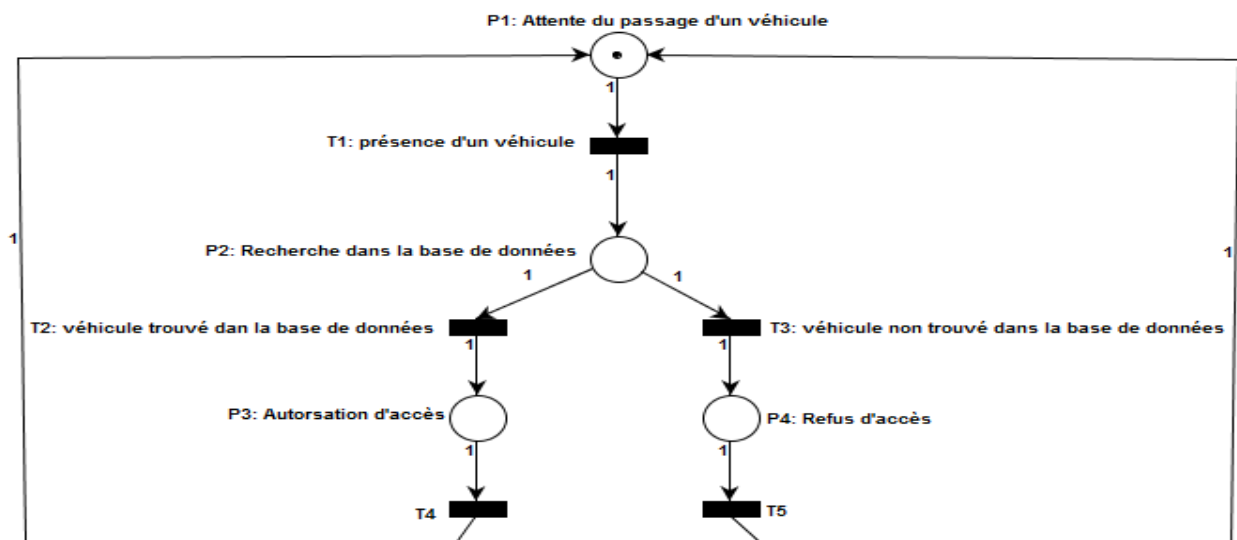 P1: Attente du passage d'un véhicule
1
T1: présence d'un véhicule
1
1
1
P2: Recherche dans la base de données
1
1
T2: véhicule trouvé dan la base de données
T3: véhicule non trouvé dans la base de données
1
1
P3: Autorsation d'accès
P4: Refus d'accès
1
1
T4
T5